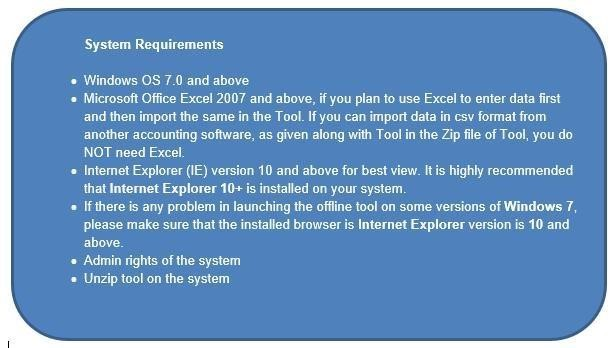 System Requirements
• Windows OS 7.0 and above
• Microsoft Office Excel 2007 and above, if you plan to use Excel to enter data first
and then import the same in the Tool. If you can import data in csv format from
another accounting software, as given along with Tool in the Zip file of Tool, you do
NOT need Excel.
• Internet Explorer (IE) version 10 and above for best view. It is highly recommended
that Internet Explorer 10+ is installed on your system.
• If there is any problem in launching the offline tool on some versions of Windows 7,
please make sure that the installed browser is Internet Explorer version is 10 and
above.
• Admin rights of the system
• Unzip tool on the system